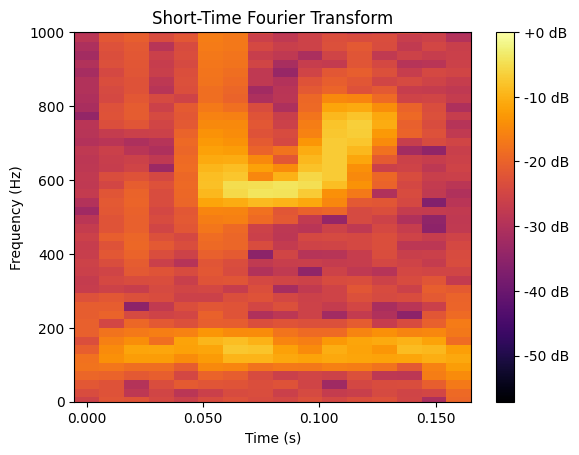 Short-Time Fourier Transform
1000
800
600
400
200
0
Frequency (Hz)
0.000
0.050
0.100
0.150
Time (s)
+0 dB
-10 dB
-20 dB
-30 dB
-40 dB
-50 dB